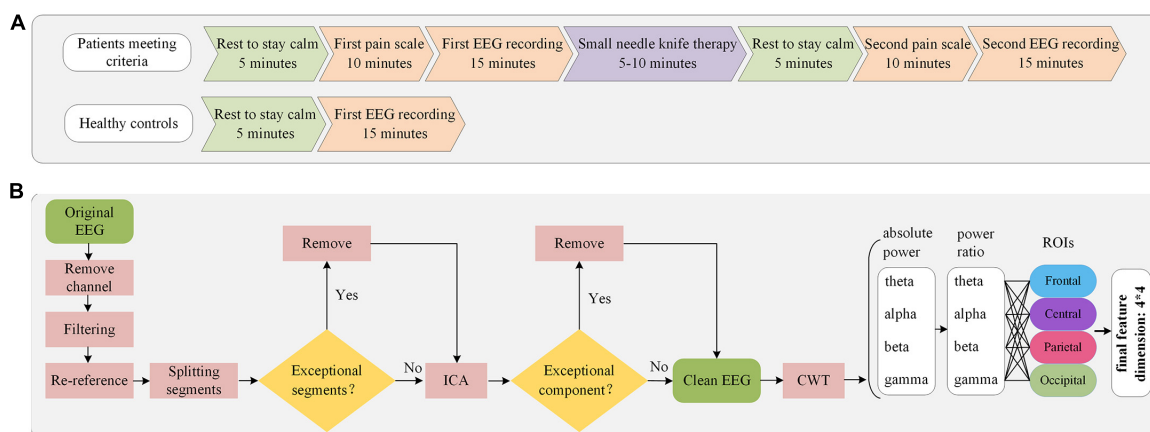 A
Patients meeting
criteria
Rest to stay calm
5 minutes
First pain scale
10 minutes
First EEG recording
15 minutes
Small needle knife therapy
5-10 minutes
Rest to stay calm
5 minutes
Second pain scale
10 minutes
Second EEG recording
15 minutes
Healthy controls
Rest to stay calm
5 minutes
First EEG recording
15 minutes
B
Original
EEG
Remove
channel
Filtering
Re-reference
Splitting
segments
Exceptional
segments?
Yes
Remove
No
ICA
Exceptional
component?
Yes
Remove
No
Clean EEG
CWT
absolute
power
theta
alpha
beta
gamma
power
ratio
theta
alpha
beta
gamma
ROIs
Frontal
Central
Parietal
Occipital
final feature
dimension: 4*4